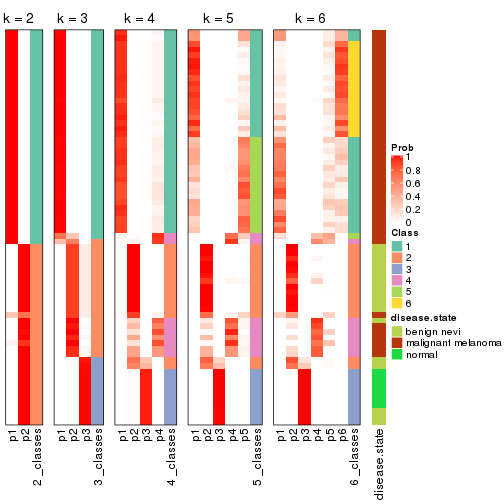 k = 2 k = 3 k = 4 k = 5 k = 6
Prob
1
0.8
0.6
0.4
0.2
0
Class
1
2
3
4
5
6
disease.state
benign nevi
malignant melanoma
normal
p1 p2 2_classes p1 p2 p3 3_classes p1 p2 p3 p4 4_classes p1 p2 p3 p4 p5 5_classes p1 p2 p3 p4 p5 p6 6_classes disease.state